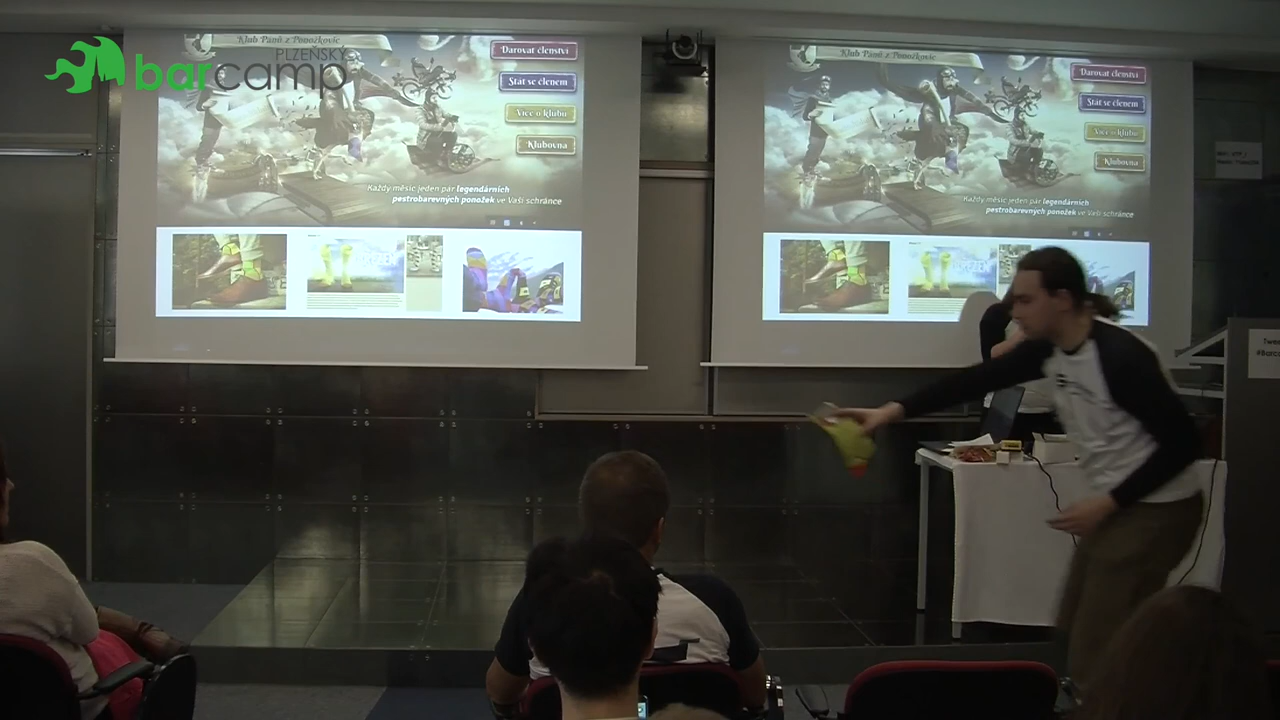 Klub Pánů z Ponožkovic
PLZEŇSKÝ
barcamp
Darovat členství
Stát se členem
Více o klubu
Klubovna
Každý měsíc jeden pár legendárních
pestrobarevných ponožek ve Vaší schránce
Klub Pánů z Ponožkovic
Darovat členství
Stát se členem
Více o klubu
Klubovna
Každý měsíc jeden pár legendárních
pestrobarevných ponožek ve Vaší schránce